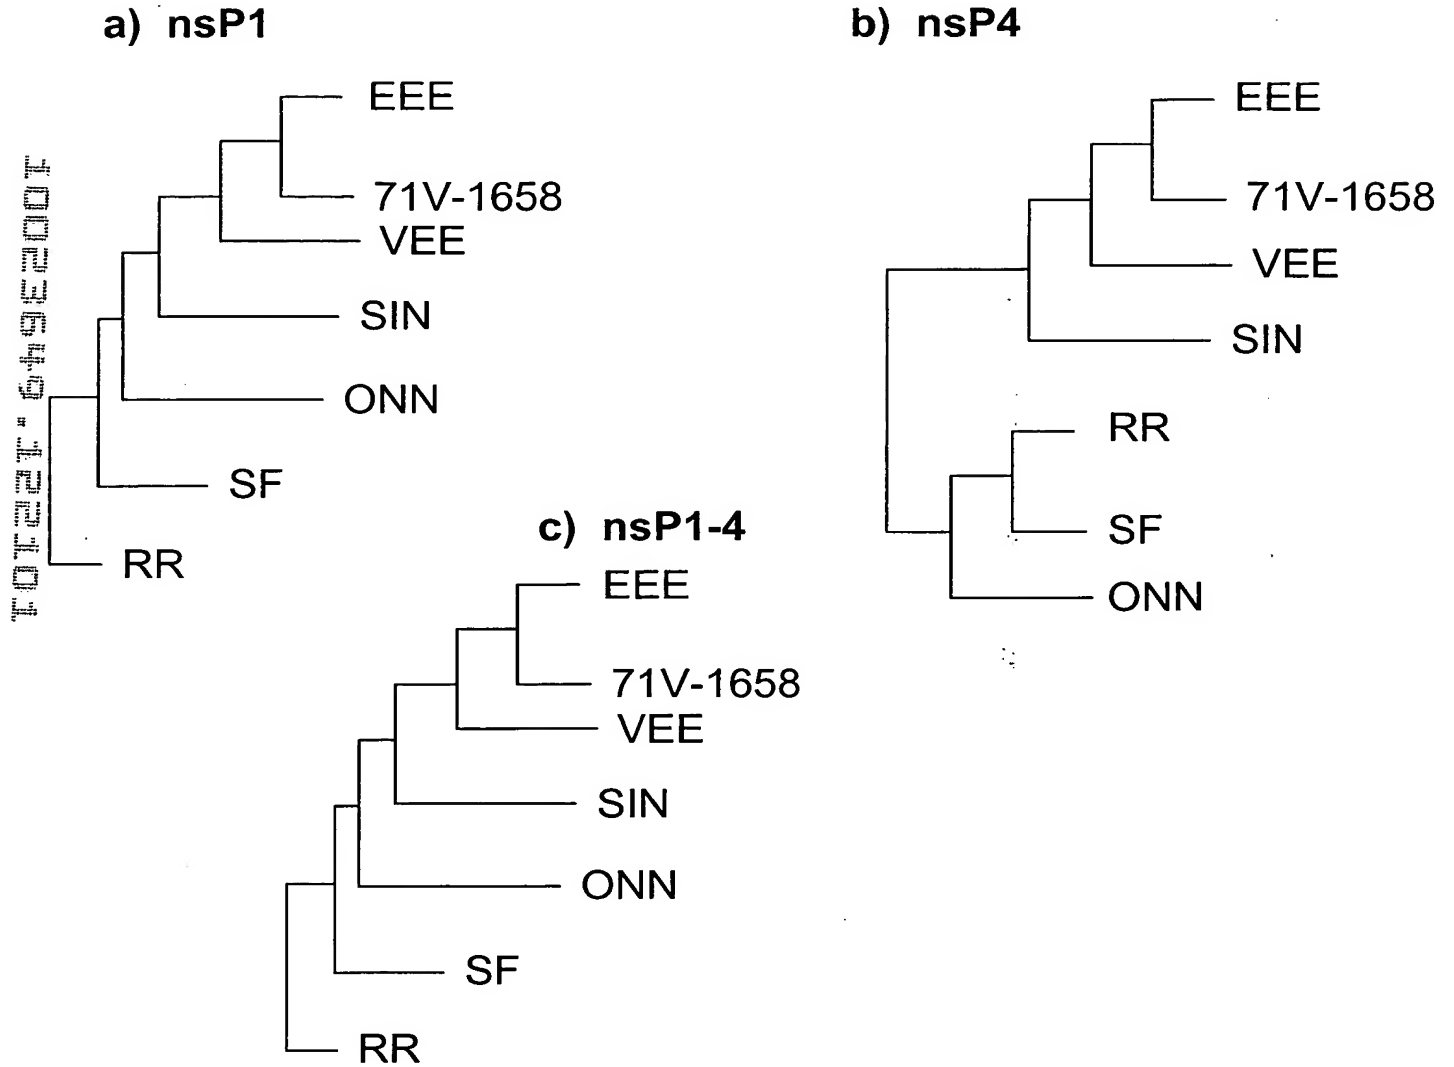 a) nsP1
EEE
71V-1658
VEE
SIN
ONN
SF
RR
b) nsP4
EEE
71V-1658
VEE
SIN
RR
SF
ONN
c) nsP1-4
EEE
71V-1658
VEE
SIN
ONN
SF
RR
10023649.122101